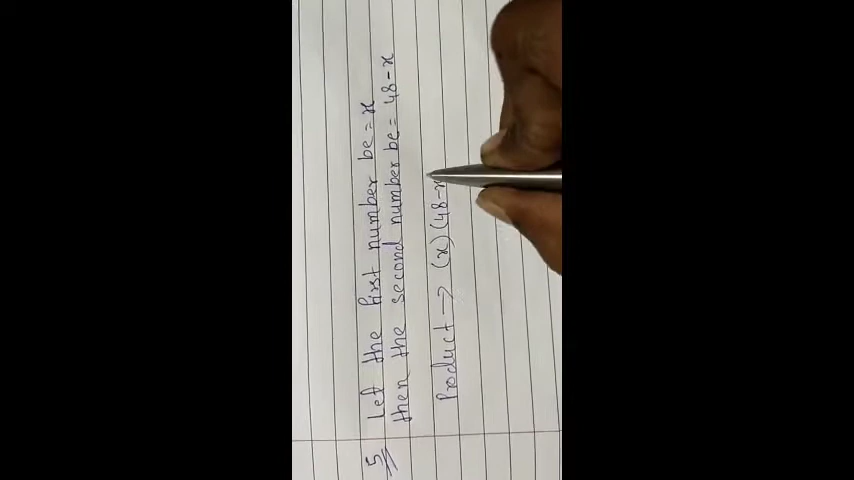 5 Let the first number be = x
then the second number be = 48-x
Product → (x) (48-x